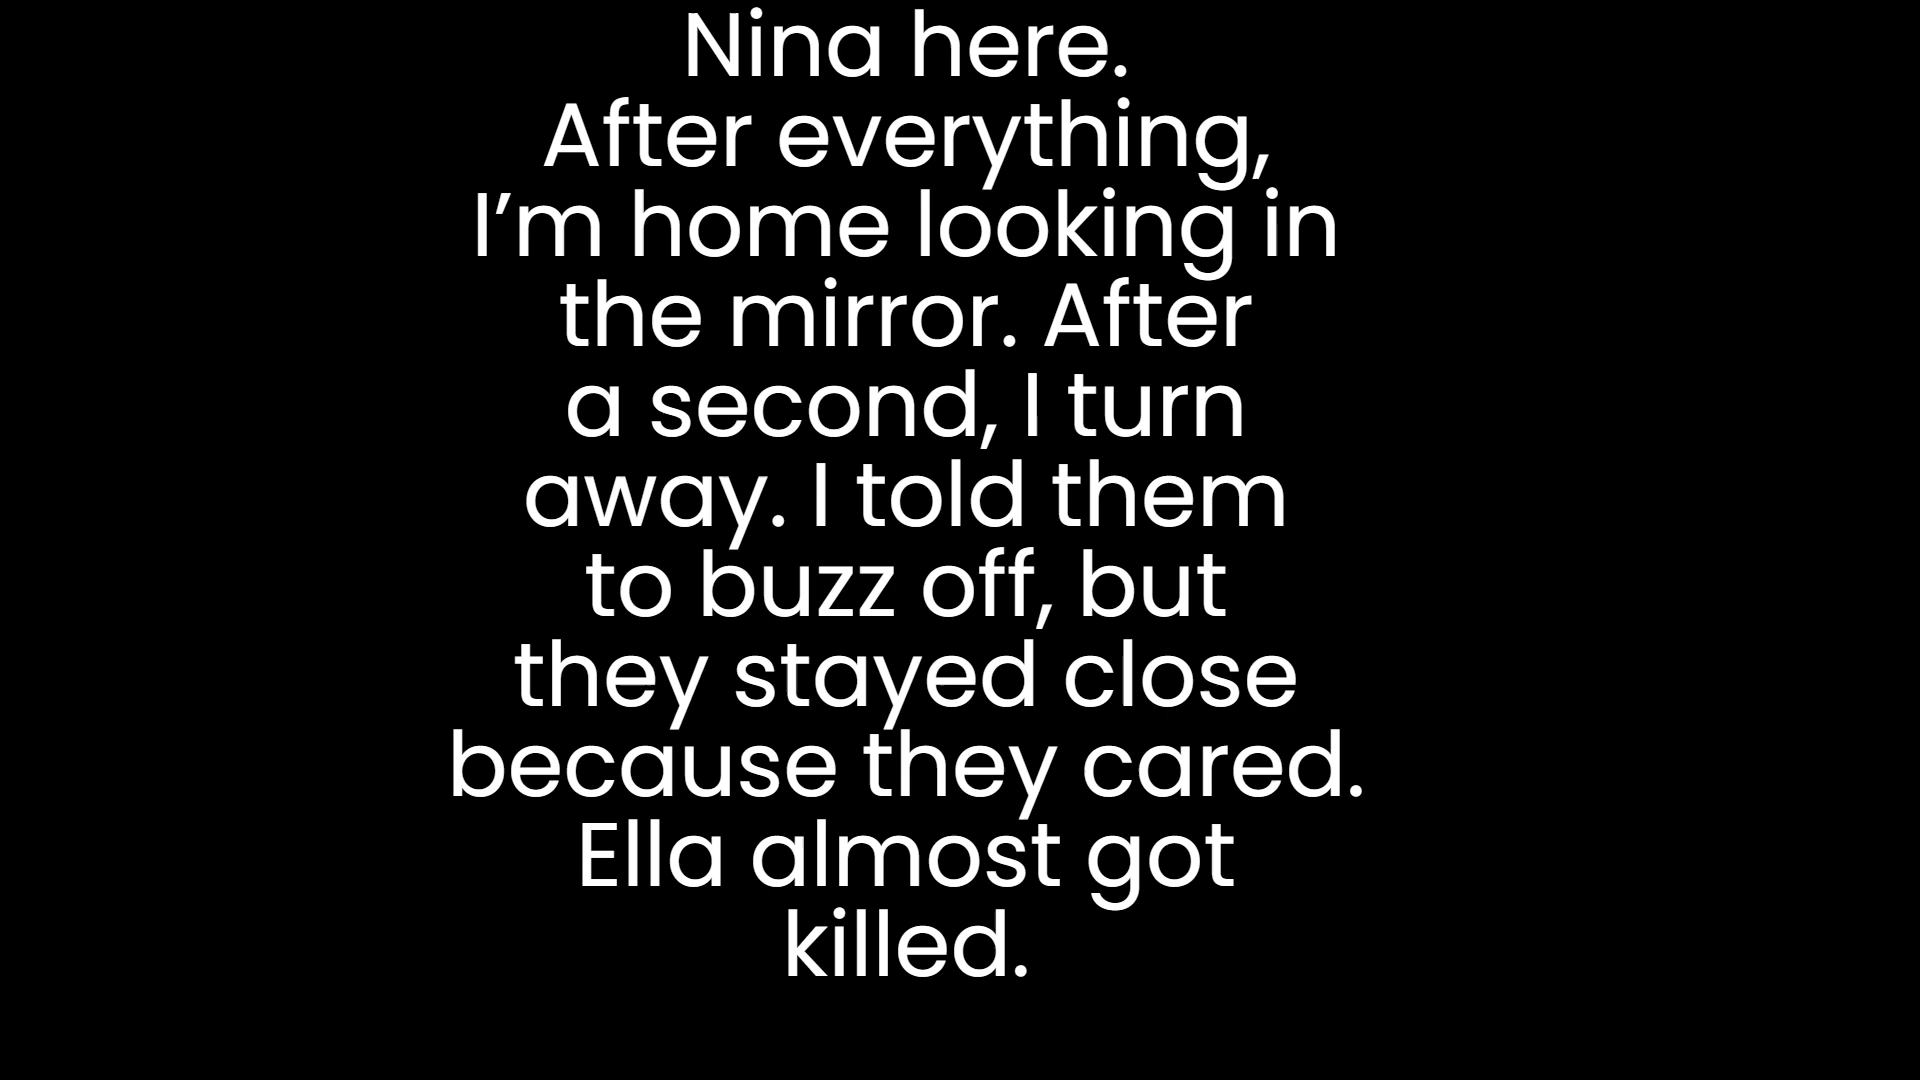 Nina here.
After everything,
I’m home looking in
the mirror. After
a second, I turn
away. I told them
to buzz off, but
they stayed close
because they cared.
Ella almost got
killed.